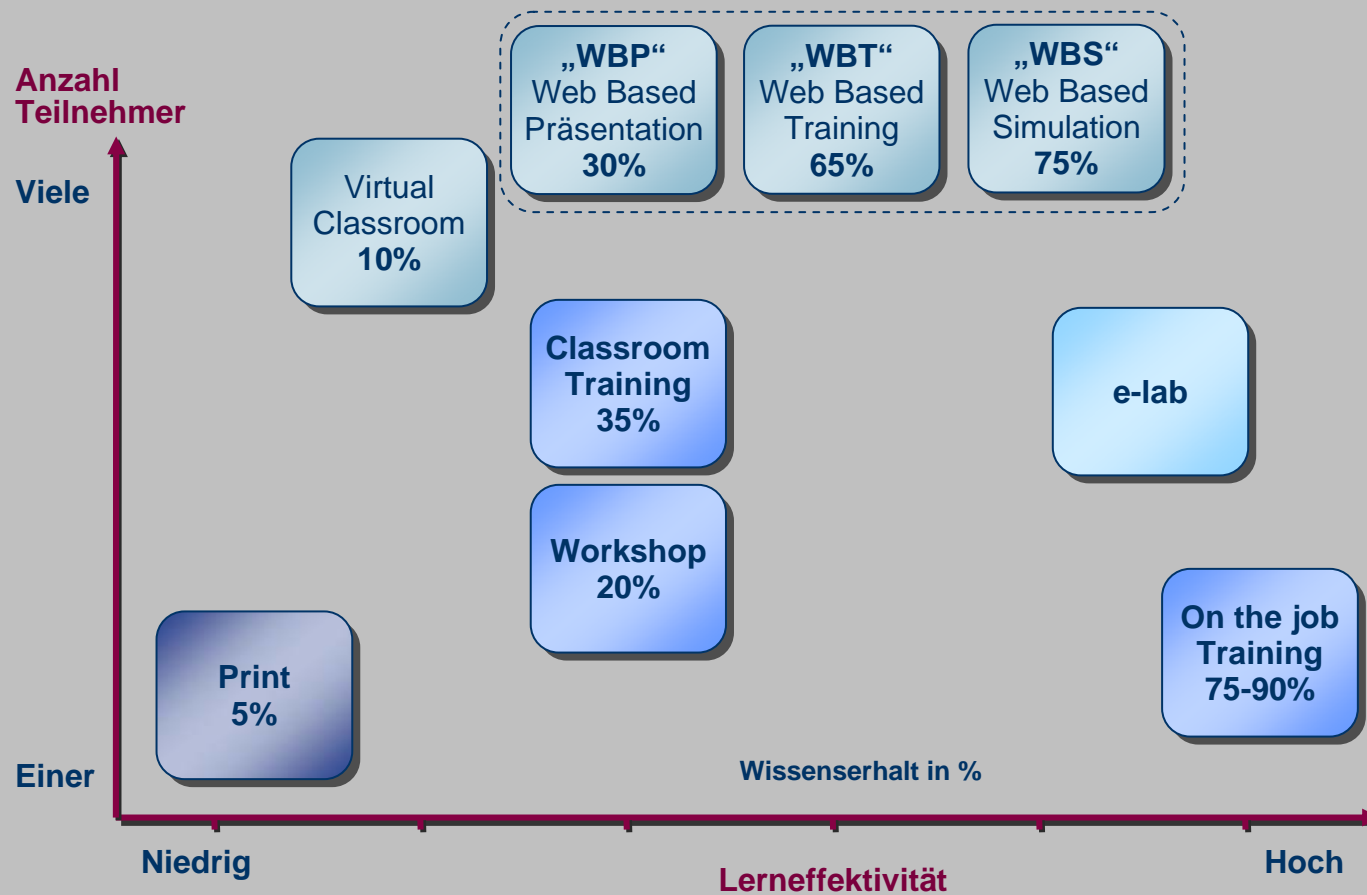 Anzahl
Teilnehmer
Viele
Einer
„WBP“
Web Based
Präsentation
30%
„WBT“
Web Based
Training
65%
„WBS“
Web Based
Simulation
75%
Virtual
Classroom
10%
Classroom
Training
35%
e-lab
Workshop
20%
On the job
Training
75-90%
Print
5%
Wissenserhalt in %
Niedrig
Lerneffektivität
Hoch